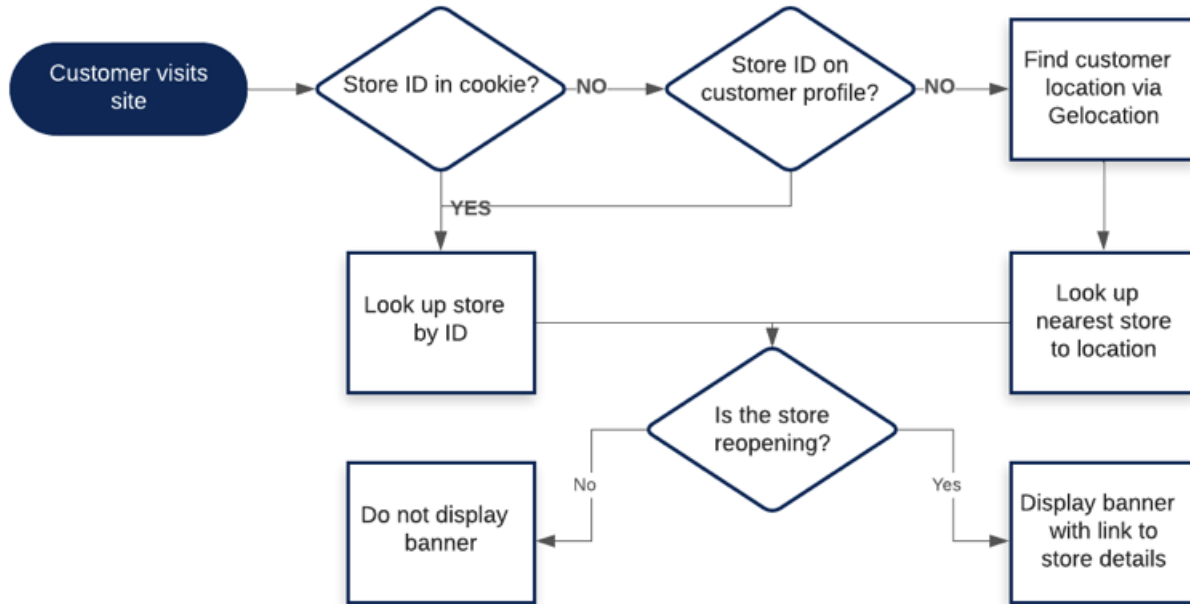 Customer visits
site
Store ID in cookie?
NO
Store ID on
customer profile?
NO
Find customer
location via
Gelocation
YES
Look up store
by ID
Look up
nearest store
to location
Is the store
reopening?
No
Yes
Do not display
banner
Display banner
with link to
store details